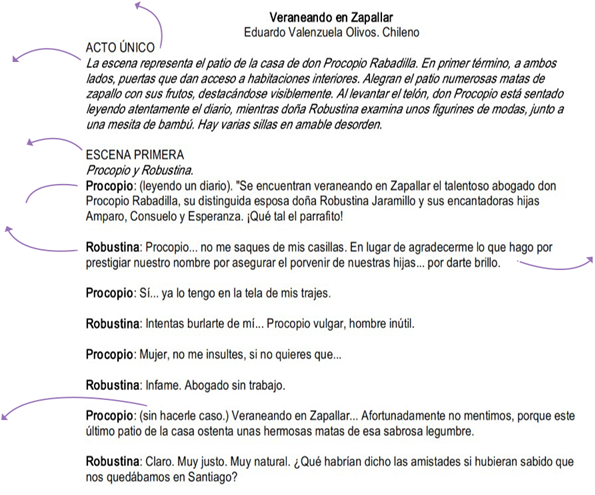 Veraneando en Zapallar
Eduardo Valenzuela Olivos. Chileno
ACTO ÚNICO
La escena representa el patio de la casa de don Procopio Rabadilla. En primer término, a ambos
lados, puertas que dan acceso a habitaciones interiores. Alegran el patio numerosas matas de
zapallo con sus frutos, destacándose visiblemente. Al levantar el telón, don Procopio está sentado
leyendo atentamente el diario, mientras doña Robustina examina unos figurines de modas, junto a
una mesita de bambú. Hay varias sillas en amable desorden.
ESCENA PRIMERA
Procopio y Robustina.
Procopio: (leyendo un diario). "Se encuentran veraneando en Zapallar el talentoso abogado don
Procopio Rabadilla, su distinguida esposa doña Robustina Jaramillo y sus encantadoras hijas
Amparo, Consuelo y Esperanza. ¡Qué tal el parrafito!
Robustina: Procopio... no me saques de mis casillas. En lugar de agradecerme lo que hago por
prestigiar nuestro nombre por asegurar el porvenir de nuestras hijas... por darte brillo.
Procopio: Sí... ya lo tengo en la tela de mis trajes.
Robustina: Intentas burlarte de mí... Procopio vulgar, hombre inútil.
Procopio: Mujer, no me insultes, si no quieres que...
Robustina: Infame. Abogado sin trabajo.
Procopio: (sin hacerle caso.) Veraneando en Zapallar... Afortunadamente no mentimos, porque este
último patio de la casa ostenta unas hermosas matas de esa sabrosa legumbre.
Robustina: Claro. Muy justo. Muy natural. ¿Qué habrían dicho las amistades si hubieran sabido que
nos quedábamos en Santiago?